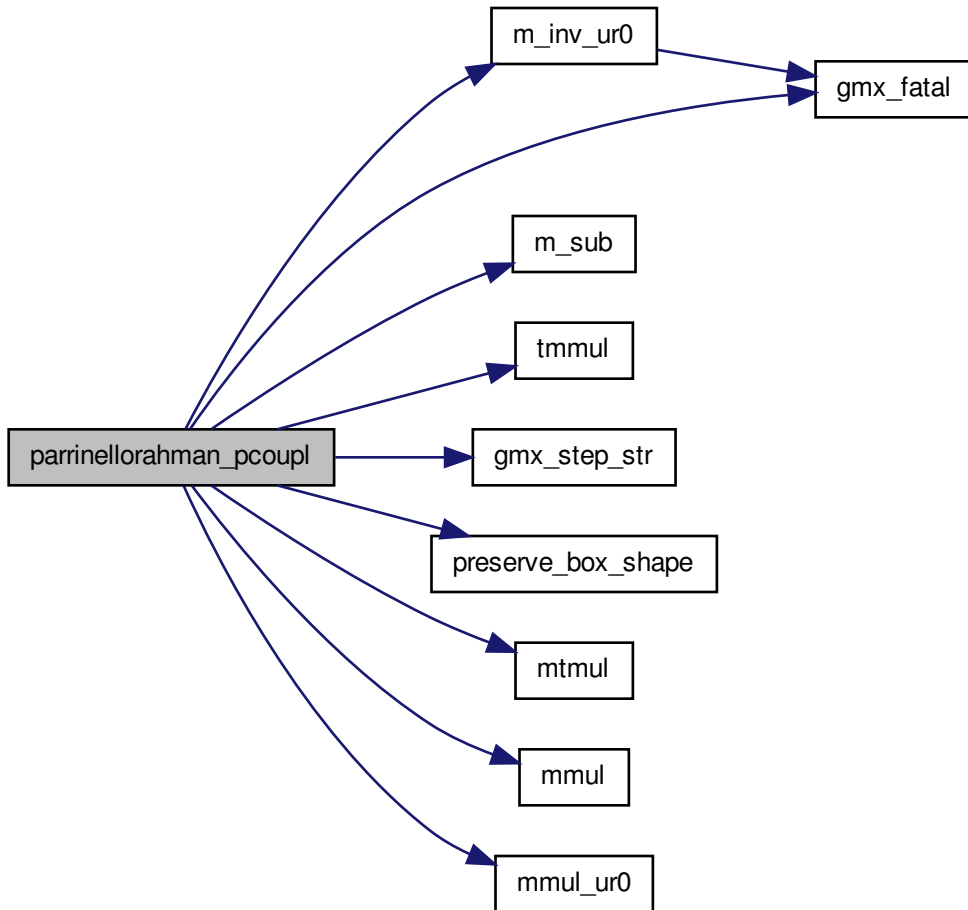 m_inv_ur0
gmx_fatal
m_sub
tmmul
parrinellorahman_pcoupl
gmx_step_str
preserve_box_shape
mtmul
mmul
mmul_ur0